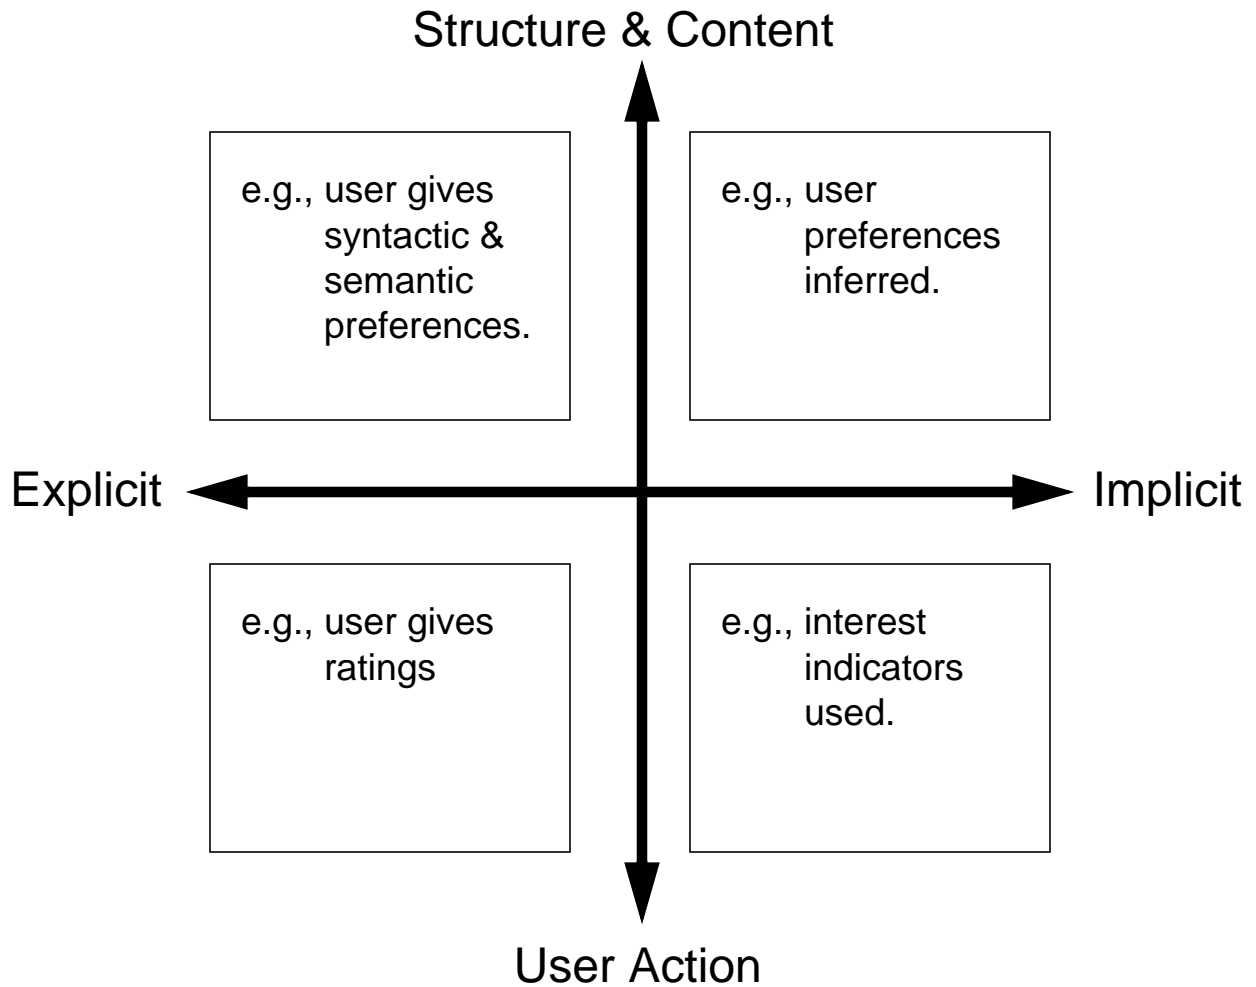 Structure & Content
e.g., user gives
syntactic &
semantic
preferences.
e.g., user
preferences
inferred.
Explicit
Implicit
e.g., user gives
ratings
e.g., interest
indicators
used.
User Action